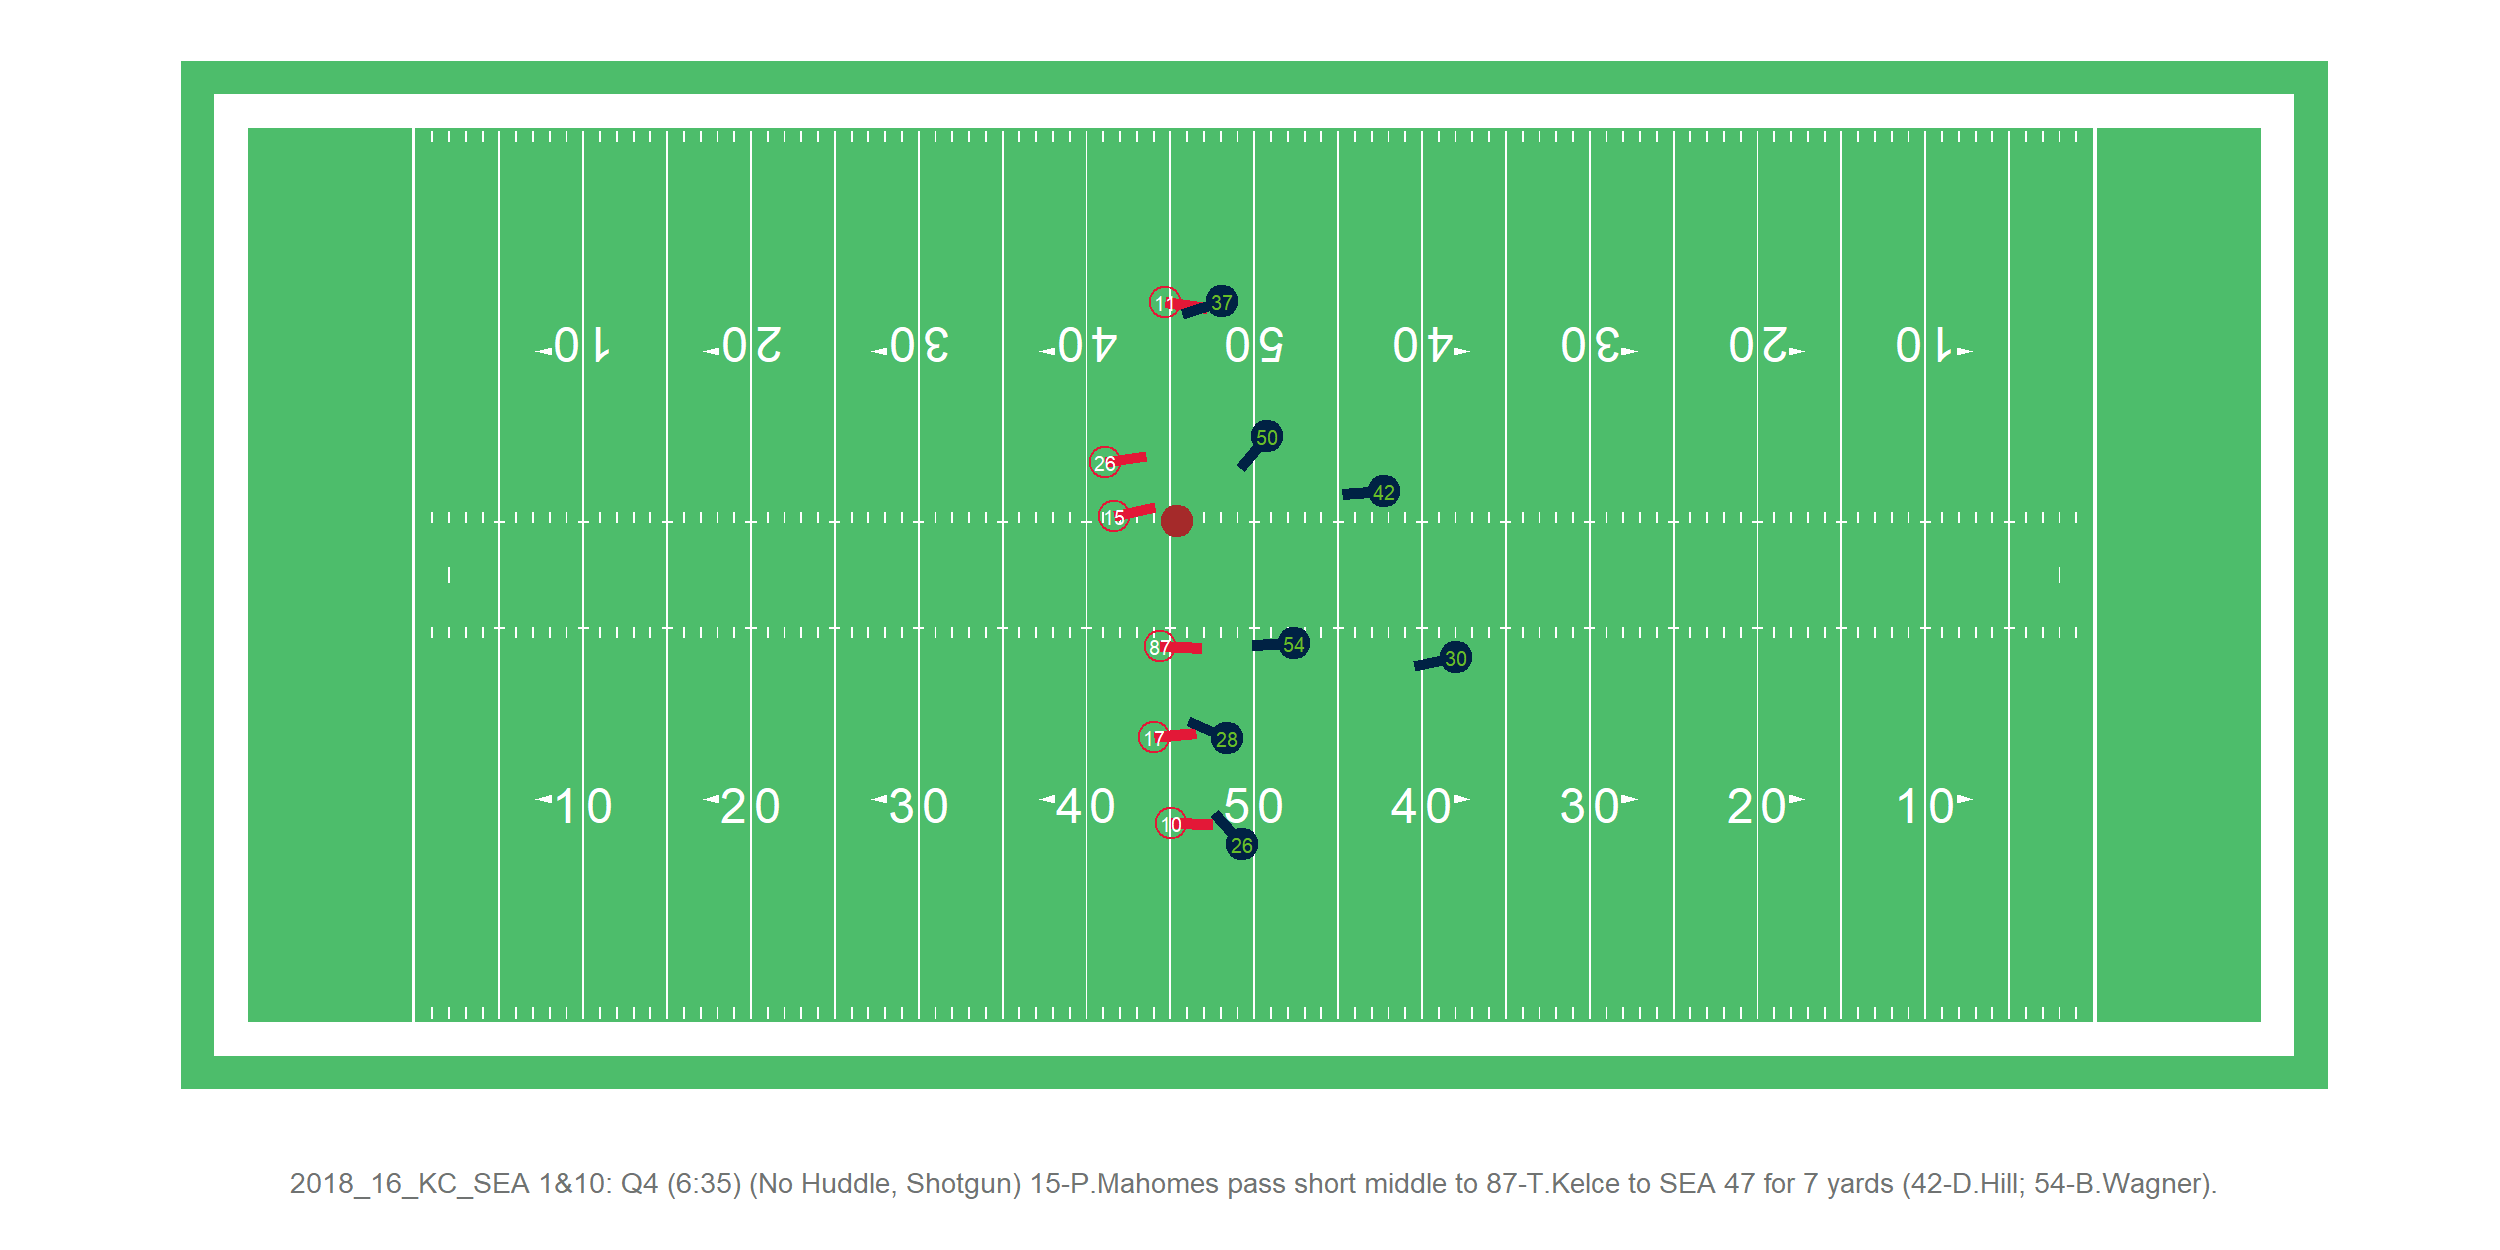 11 37
10 20 30 40 50 40 30 20 10
50
26 42
15
87 54 30
17 28
10 20 30 40 50 40 30 20 10
10 26
2018_16_KC_SEA 1&10: Q4 (6:35) (No Huddle, Shotgun) 15-P.Mahomes pass short middle to 87-T.Kelce to SEA 47 for 7 yards (42-D.Hill; 54-B.Wagner).